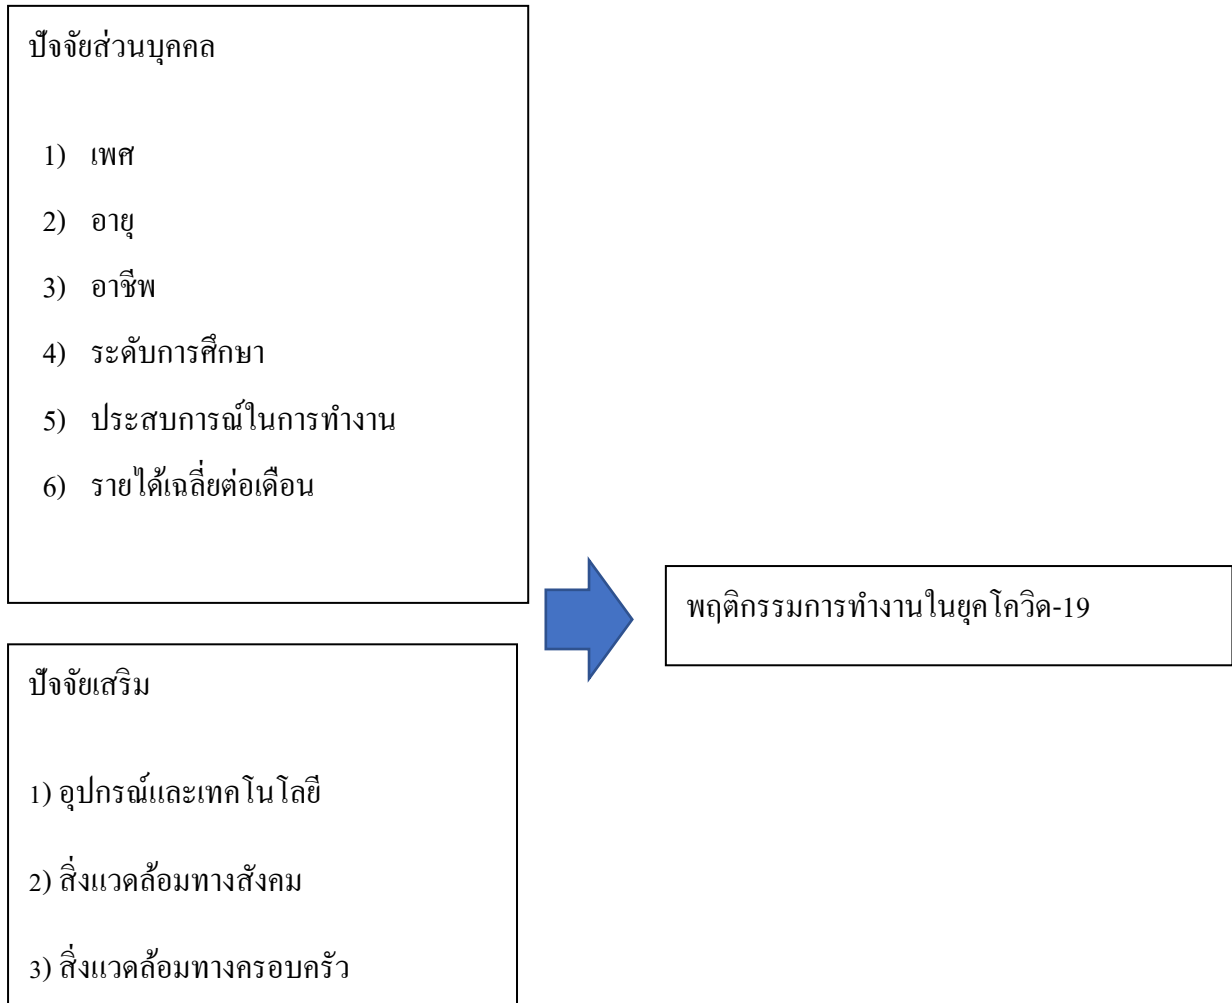 ปัจจัยส่วนบุคคล
1) เพศ
2) อายุ
3) อาชีพ
4) ระดับการศึกษา
5) ประสบการณ์ในการทำงาน
6) รายได้เฉลี่ยต่อเดือน
พฤติกรรมการทำงานในยุคโควิด-19
ปัจจัยเสริม
1) อุปกรณ์และเทคโนโลยี
2) สิ่งแวดล้อมทางสังคม
3) สิ่งแวดล้อมทางครอบครัว